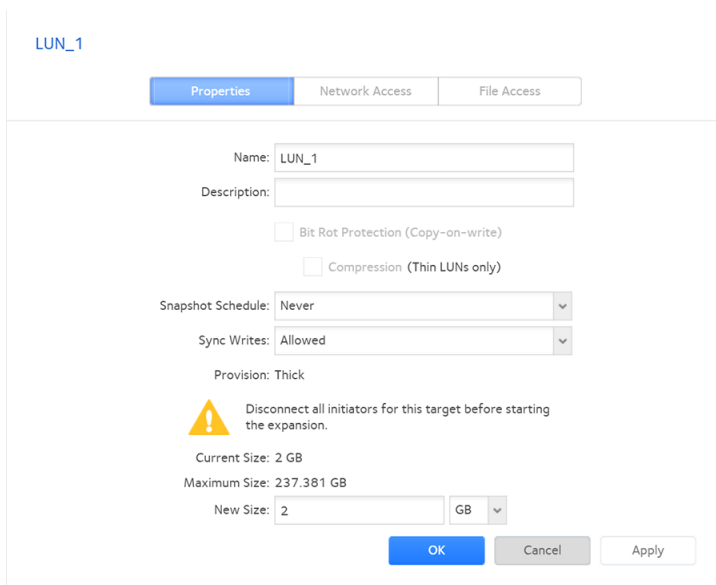 LUN_1
Properties Network Access File Access
Name: LUN_1
Description:
Bit Rot Protection (Copy-on-write)
Compression (Thin LUNs only)
Snapshot Schedule: Never
Sync Writes: Allowed
Provision: Thick
Disconnect all initiators for this target before starting
the expansion.
Current Size: 2 GB
Maximum Size: 237.381 GB
New Size: 2 GB
OK Cancel Apply